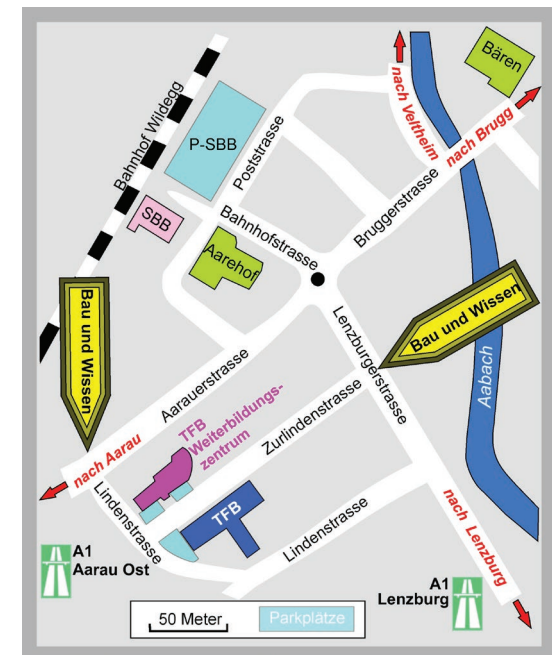 Bären
nach Veltheim
nach Brugg
Bahnhof Wildegg
P-SBB
Poststrasse
SBB
Bahnhofstrasse
Bruggerstrasse
Aarehof
Bau und Wissen
Bau und Wissen
Aabach
Aarauerstrasse
Lenzburgerstrasse
TFB
Weiterbildungs-
zentrum
Zurlindenstrasse
nach Aarau
Lindenstrasse
TFB
Lindenstrasse
nach Lenzburg
A1
Aarau Ost
A1
Lenzburg
50 Meter
Parkplätze